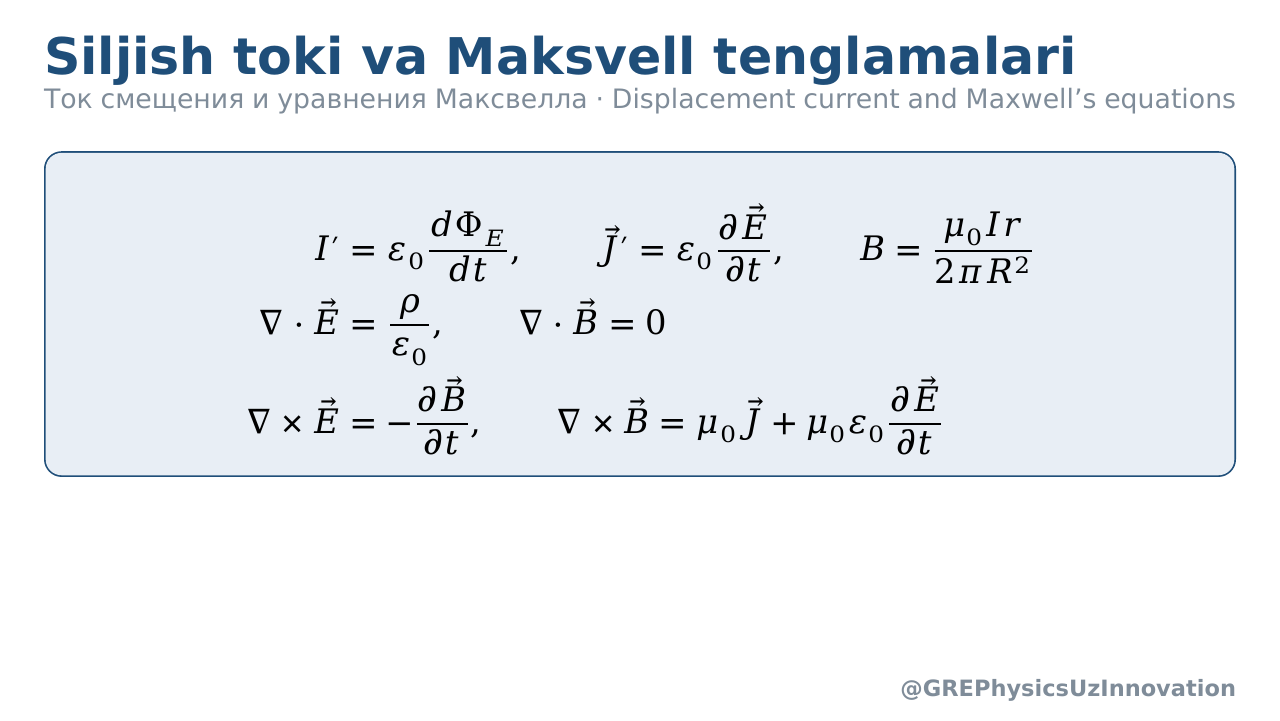 Siljish toki va Maksvell tenglamalari
Ток смещения и уравнения Максвелла · Displacement current and Maxwell’s equations
I′ = ε₀ dΦ_E/dt, J⃗′ = ε₀ ∂E⃗/∂t, B = μ₀Ir/2πR²
∇ · E⃗ = ρ/ε₀, ∇ · B⃗ = 0
∇ × E⃗ = −∂B⃗/∂t, ∇ × B⃗ = μ₀J⃗ + μ₀ε₀ ∂E⃗/∂t
@GREPhysicsUzInnovation